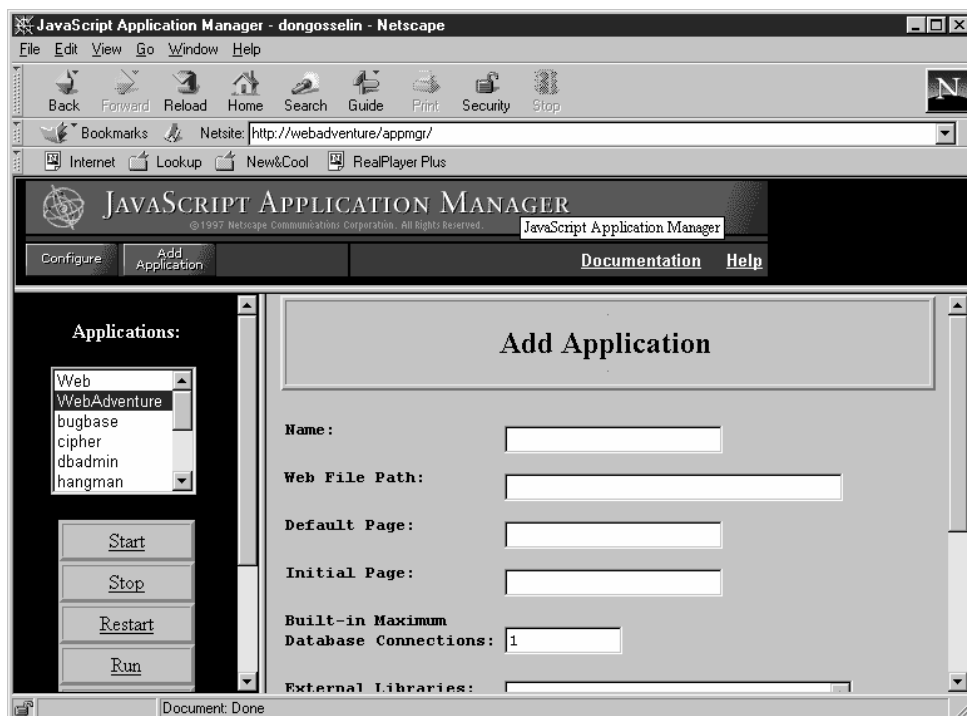 JavaScript Application Manager - dongosselin - Netscape
File Edit View Go Window Help
Back Forward Reload Home Search Guide Print Security Stop
N
Bookmarks Netsite: http://webadventure/appmgr/
Internet Lookup New&Cool RealPlayer Plus
JAVASCRIPT APPLICATION MANAGER
©1997 Netscape Communications Corporation. All Rights Reserved.
JavaScript Application Manager
Configure
Add Application
Documentation Help
Applications:
Web
WebAdventure
bugbase
cipher
dbadmin
hangman
Start
Stop
Restart
Run
Add Application
Name:
Web File Path:
Default Page:
Initial Page:
Built-in Maximum
Database Connections: 1
External Libraries:
Document: Done